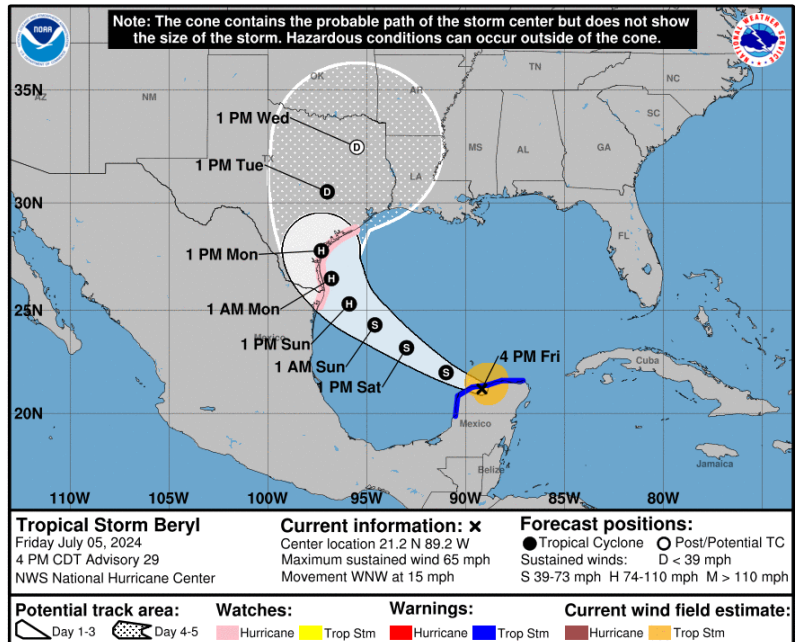 Note: The cone contains the probable path of the storm center but does not show
the size of the storm. Hazardous conditions can occur outside of the cone.
NOAA
NATIONAL WEATHER SERVICE
35N
30N
25N
20N
110W
105W
100W
95W
90W
85W
80W
AZ
NM
OK
AR
TN
NC
SC
TX
LA
MS
AL
GA
FL
Mexico
Mexico
Belize
Cuba
Jamaica
1 PM Wed
D
1 PM Tue
D
1 PM Mon
H
1 AM Mon
H
1 PM Sun
H
1 AM Sun
S
1 PM Sat
S
S
4 PM Fri
Tropical Storm Beryl
Friday July 05, 2024
4 PM CDT Advisory 29
NWS National Hurricane Center
Current information: x
Center location 21.2 N 89.2 W
Maximum sustained wind 65 mph
Movement WNW at 15 mph
Forecast positions:
Tropical Cyclone Post/Potential TC
Sustained winds: D < 39 mph
S 39-73 mph H 74-110 mph M > 110 mph
Potential track area:
Day 1-3 Day 4-5
Watches:
Hurricane Trop Stm
Warnings:
Hurricane Trop Stm
Current wind field estimate:
Hurricane Trop Stm